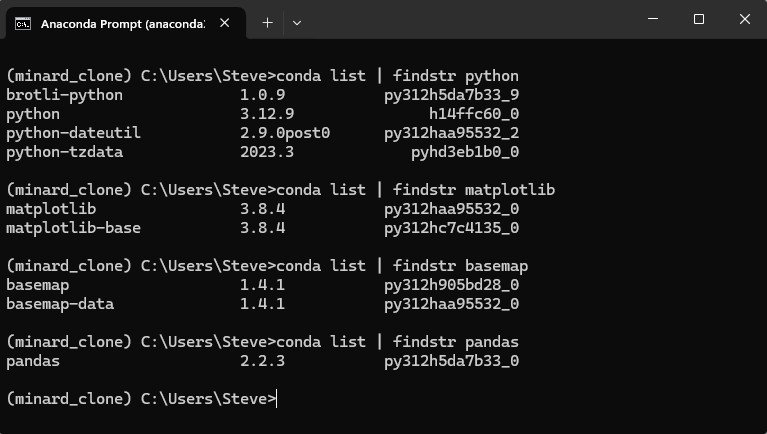 Anaconda Prompt (anaconda:
(minard_clone) C:\Users\Steve>conda list | findstr python
brotli-python             1.0.9           py312h5da7b33_9
python                    3.12.9               h14ffc60_0
python-dateutil           2.9.0post0      py312haa95532_2
python-tzdata             2023.3             pyhd3eb1b0_0
(minard_clone) C:\Users\Steve>conda list | findstr matplotlib
matplotlib                3.8.4           py312haa95532_0
matplotlib-base           3.8.4           py312hc7c4135_0
(minard_clone) C:\Users\Steve>conda list | findstr basemap
basemap                   1.4.1           py312h905bd28_0
basemap-data              1.4.1           py312haa95532_0
(minard_clone) C:\Users\Steve>conda list | findstr pandas
pandas                    2.2.3           py312h5da7b33_0
(minard_clone) C:\Users\Steve>